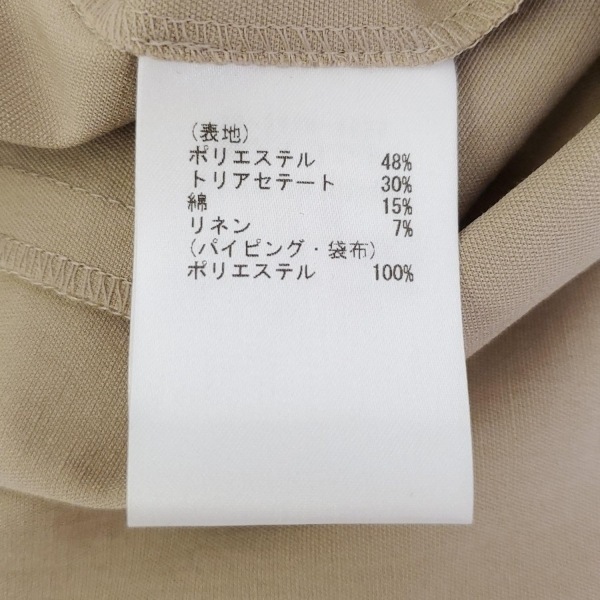 (表地)
ポリエステル 48%
トリアセテート 30%
綿 15%
リネン 7%
(パイピング・袋布)
ポリエステル 100%